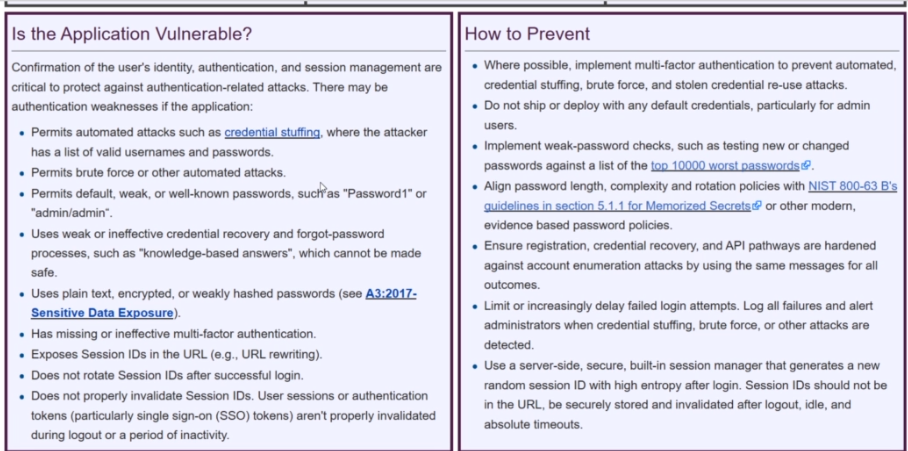 Is the Application Vulnerable?
Confirmation of the user's identity, authentication, and session management are
critical to protect against authentication-related attacks. There may be
authentication weaknesses if the application:
• Permits automated attacks such as credential stuffing, where the attacker
has a list of valid usernames and passwords.
• Permits brute force or other automated attacks.
• Permits default, weak, or well-known passwords, such as "Password1" or
"admin/admin".
• Uses weak or ineffective credential recovery and forgot-password
processes, such as "knowledge-based answers", which cannot be made
safe.
• Uses plain text, encrypted, or weakly hashed passwords (see A3:2017-
Sensitive Data Exposure).
• Has missing or ineffective multi-factor authentication.
• Exposes Session IDs in the URL (e.g., URL rewriting).
• Does not rotate Session IDs after successful login.
• Does not properly invalidate Session IDs. User sessions or authentication
tokens (particularly single sign-on (SSO) tokens) aren't properly invalidated
during logout or a period of inactivity.
How to Prevent
• Where possible, implement multi-factor authentication to prevent automated,
credential stuffing, brute force, and stolen credential re-use attacks.
• Do not ship or deploy with any default credentials, particularly for admin
users.
• Implement weak-password checks, such as testing new or changed
passwords against a list of the top 10000 worst passwords.
• Align password length, complexity and rotation policies with NIST 800-63 B's
guidelines in section 5.1.1 for Memorized Secrets or other modern,
evidence based password policies.
• Ensure registration, credential recovery, and API pathways are hardened
against account enumeration attacks by using the same messages for all
outcomes.
• Limit or increasingly delay failed login attempts. Log all failures and alert
administrators when credential stuffing, brute force, or other attacks are
detected.
• Use a server-side, secure, built-in session manager that generates a new
random session ID with high entropy after login. Session IDs should not be
in the URL, be securely stored and invalidated after logout, idle, and
absolute timeouts.